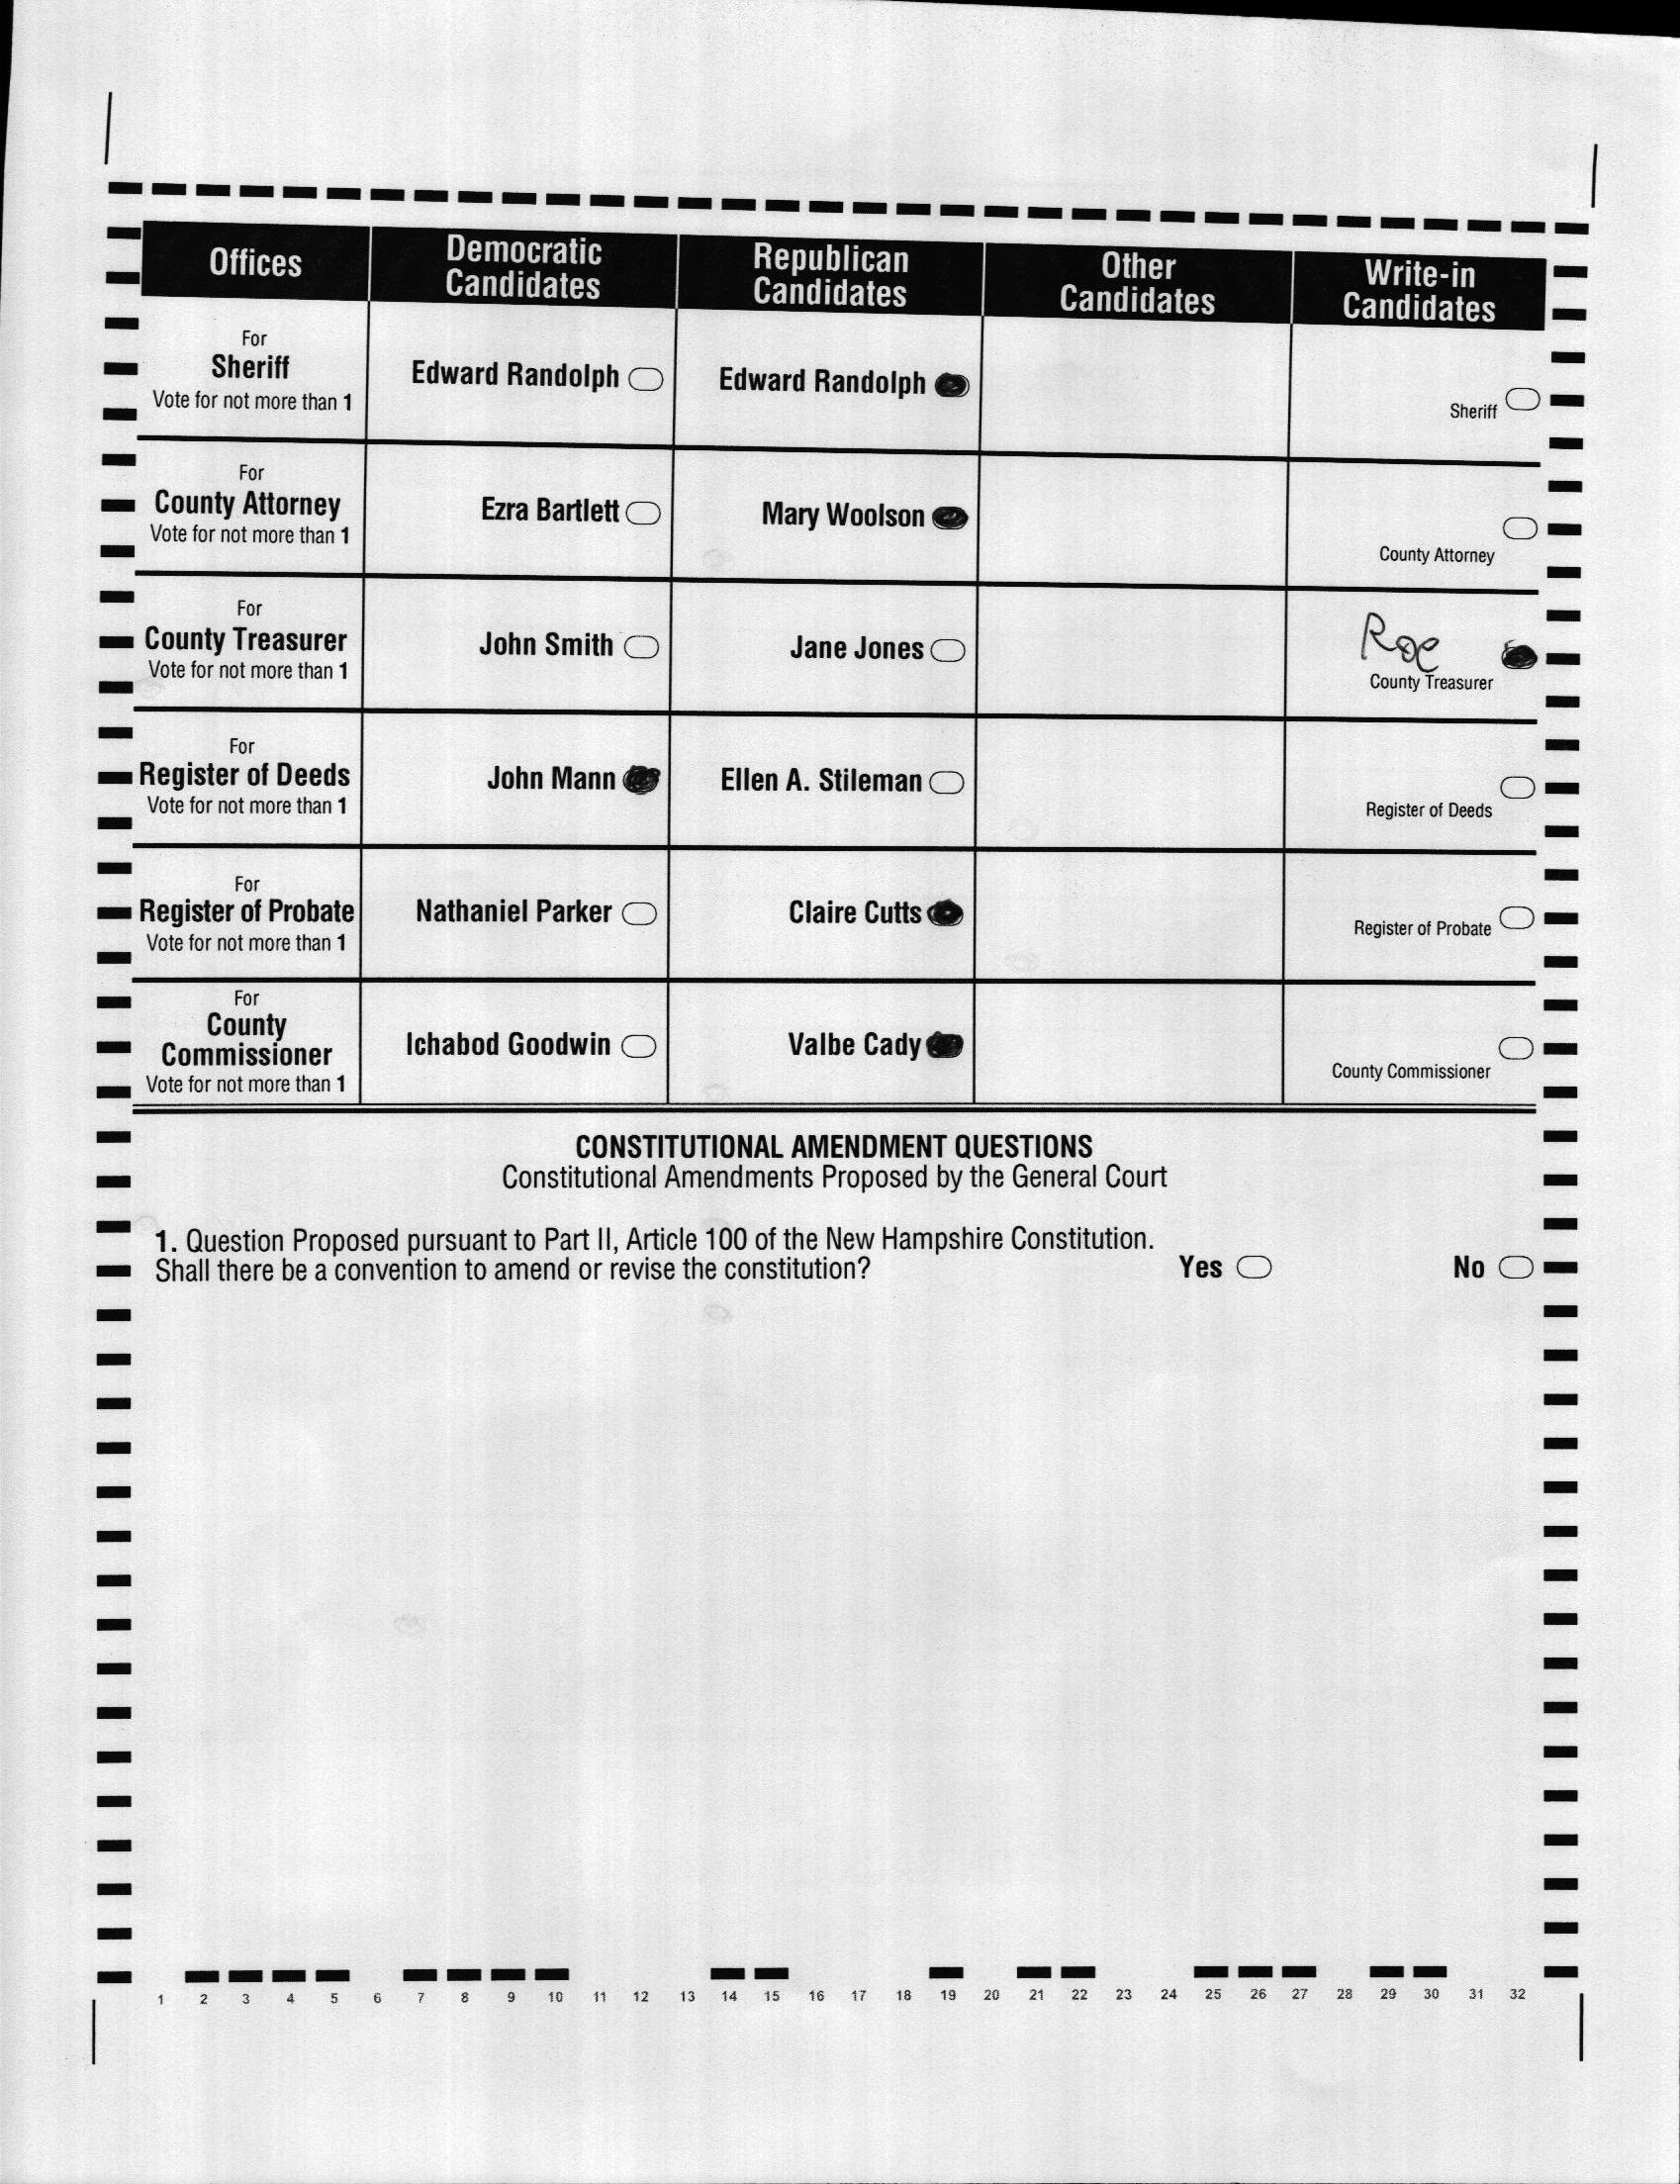 Offices
Democratic Candidates
Republican Candidates
Other Candidates
Write-in Candidates
For
Sheriff
Vote for not more than 1
Edward Randolph
Edward Randolph
Sheriff
For
County Attorney
Vote for not more than 1
Ezra Bartlett
Mary Woolson
County Attorney
For
County Treasurer
Vote for not more than 1
John Smith
Jane Jones
Roe
County Treasurer
For
Register of Deeds
Vote for not more than 1
John Mann
Ellen A. Stileman
Register of Deeds
For
Register of Probate
Vote for not more than 1
Nathaniel Parker
Claire Cutts
Register of Probate
For
County
Commissioner
Vote for not more than 1
Ichabod Goodwin
Valbe Cady
County Commissioner
CONSTITUTIONAL AMENDMENT QUESTIONS
Constitutional Amendments Proposed by the General Court
1. Question Proposed pursuant to Part II, Article 100 of the New Hampshire Constitution.
Shall there be a convention to amend or revise the constitution? Yes No
1 2 3 4 5 6 7 8 9 10 11 12 13 14 15 16 17 18 19 20 21 22 23 24 25 26 27 28 29 30 31 32